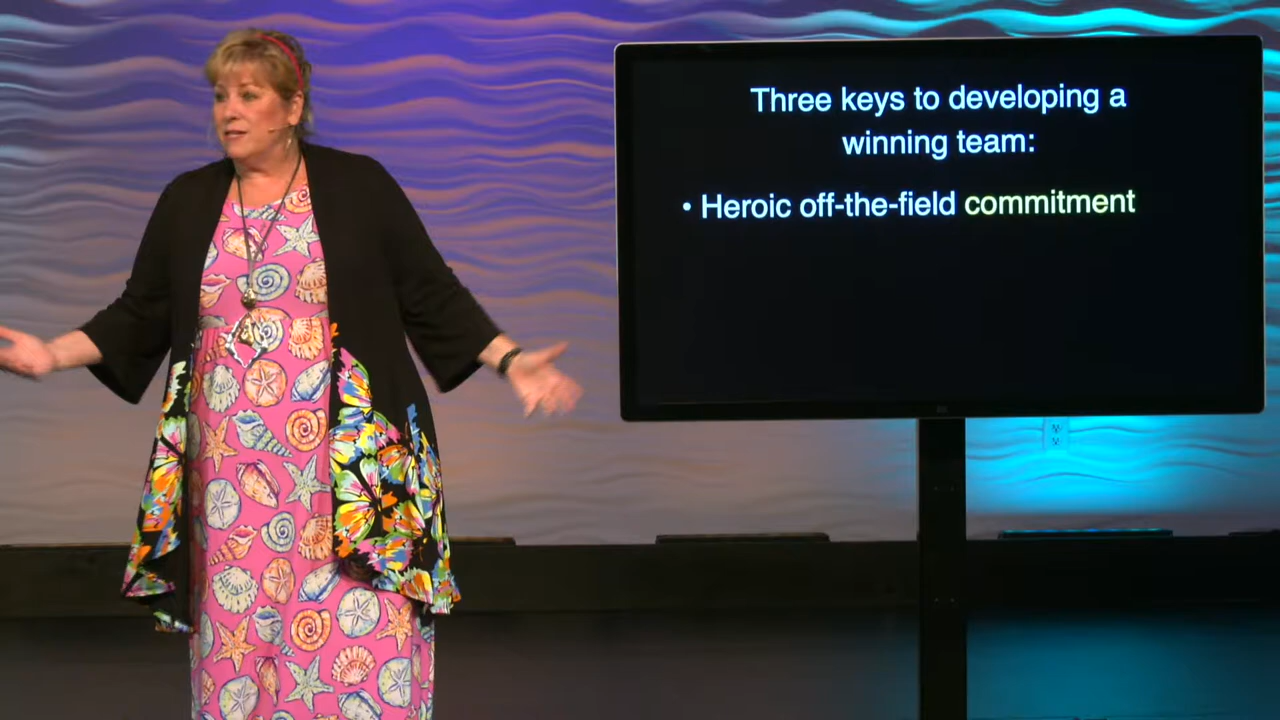 Three keys to developing a
winning team:
• Heroic off-the-field commitment